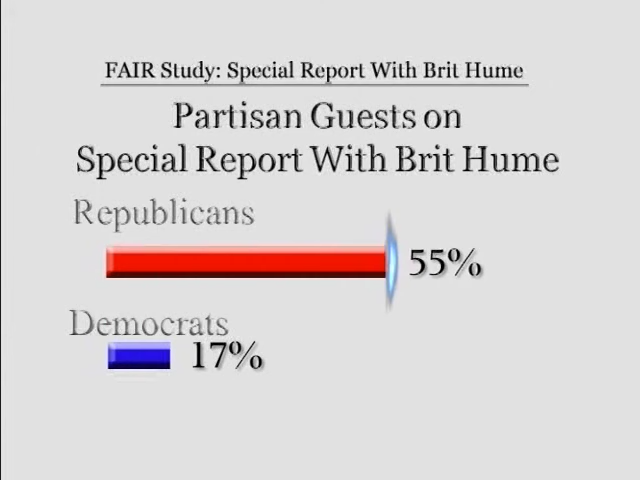 FAIR Study: Special Report With Brit Hume
Partisan Guests on
Special Report With Brit Hume
Republicans
55%
Democrats
17%